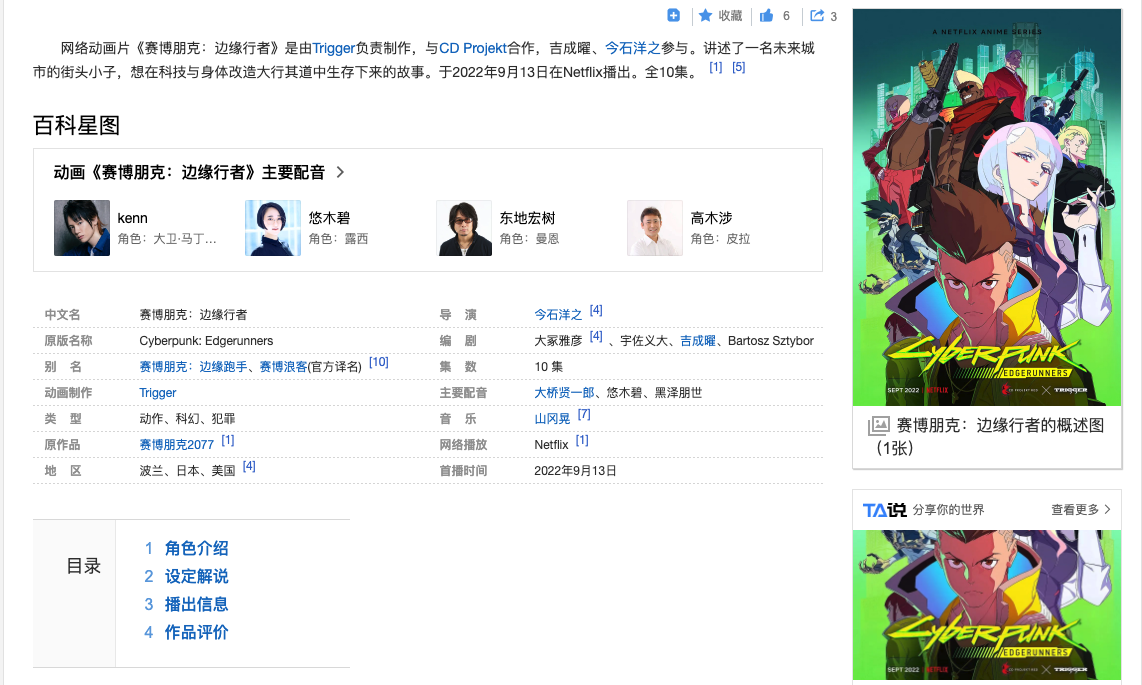 收藏 6 3
网络动画片《赛博朋克：边缘行者》是由Trigger负责制作，与CD Projekt合作，吉成曜、今石洋之参与。讲述了一名未来城
市的街头小子，想在科技与身体改造大行其道中生存下来的故事。于2022年9月13日在Netflix播出。全10集。 [1] [5]
百科星图
动画《赛博朋克：边缘行者》主要配音
kenn
角色：大卫·马丁...
悠木碧
角色：露西
东地宏树
角色：曼恩
高木涉
角色：皮拉
中文名 赛博朋克：边缘行者
原版名称 Cyberpunk: Edgerunners
别 名 赛博朋克：边缘跑手、赛博浪客(官方译名) [10]
动画制作 Trigger
类 型 动作、科幻、犯罪
原作品 赛博朋克2077 [1]
地 区 波兰、日本、美国 [4]
导 演 今石洋之 [4]
编 剧 大冢雅彦 [4] 、宇佐义大、吉成曜、Bartosz Sztybor
集 数 10 集
主要配音 大桥贤一郎、悠木碧、黑泽朋世
音 乐 山冈晃 [7]
网络播放 Netflix [1]
首播时间 2022年9月13日
目录
1 角色介绍
2 设定解说
3 播出信息
4 作品评价
A NETFLIX ANIME SERIES
CYBERPUNK
EDGERUNNERS
SEPT 2022 NETFLIX CD PROJEKT RED TRIGGER
赛博朋克：边缘行者的概述图
（1张）
TA说 分享你的世界 查看更多
CYBERPUNK
EDGERUNNERS
SEPT 2022 NETFLIX CD PROJEKT RED TRIGGER